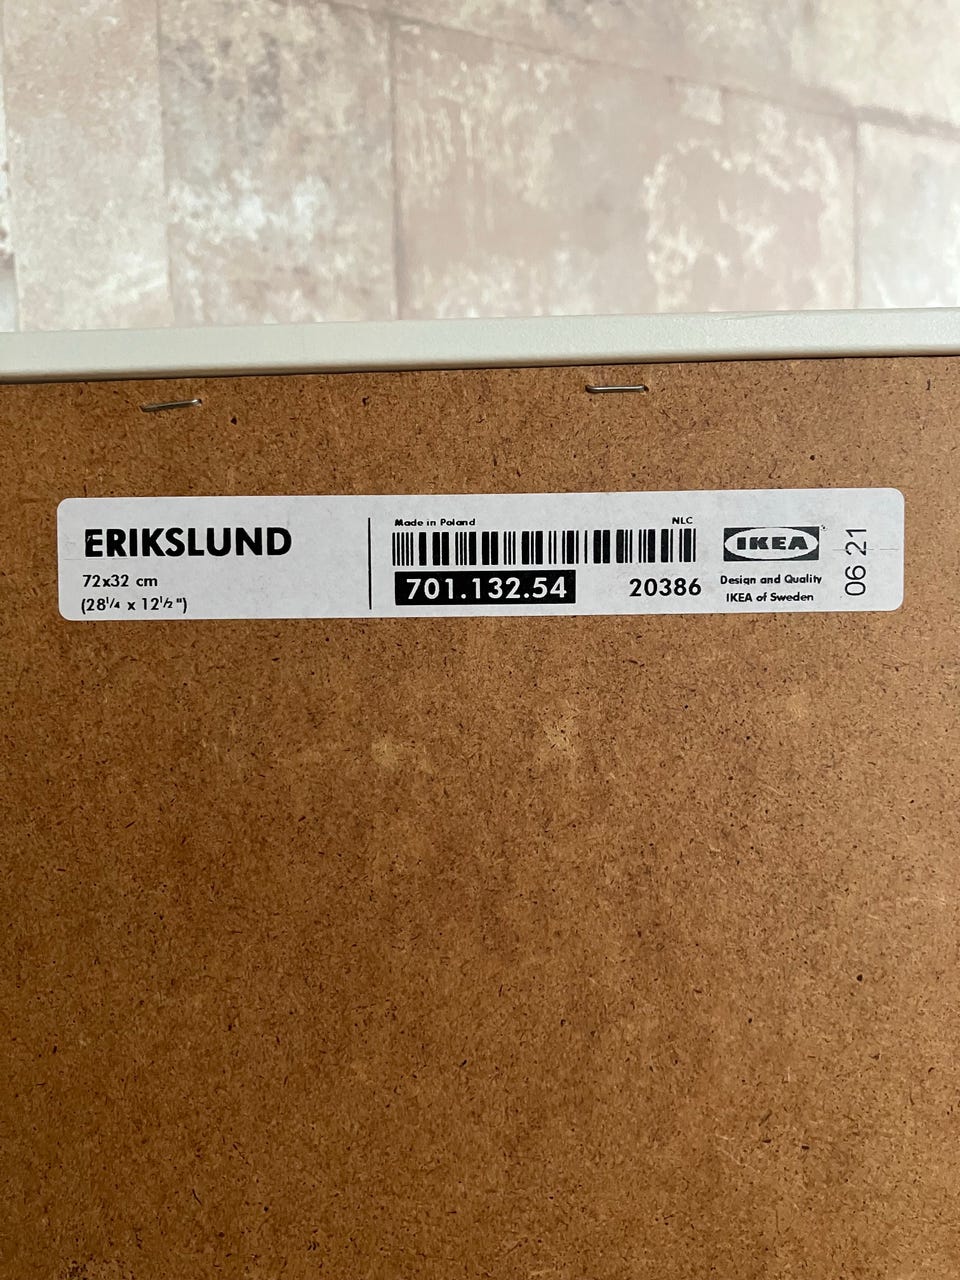 ERIKSLUND
72x32 cm
(28¼ x 12½")
Made in Poland
NLC
701.132.54
20386
IKEA
Design and Quality
IKEA of Sweden
06 21